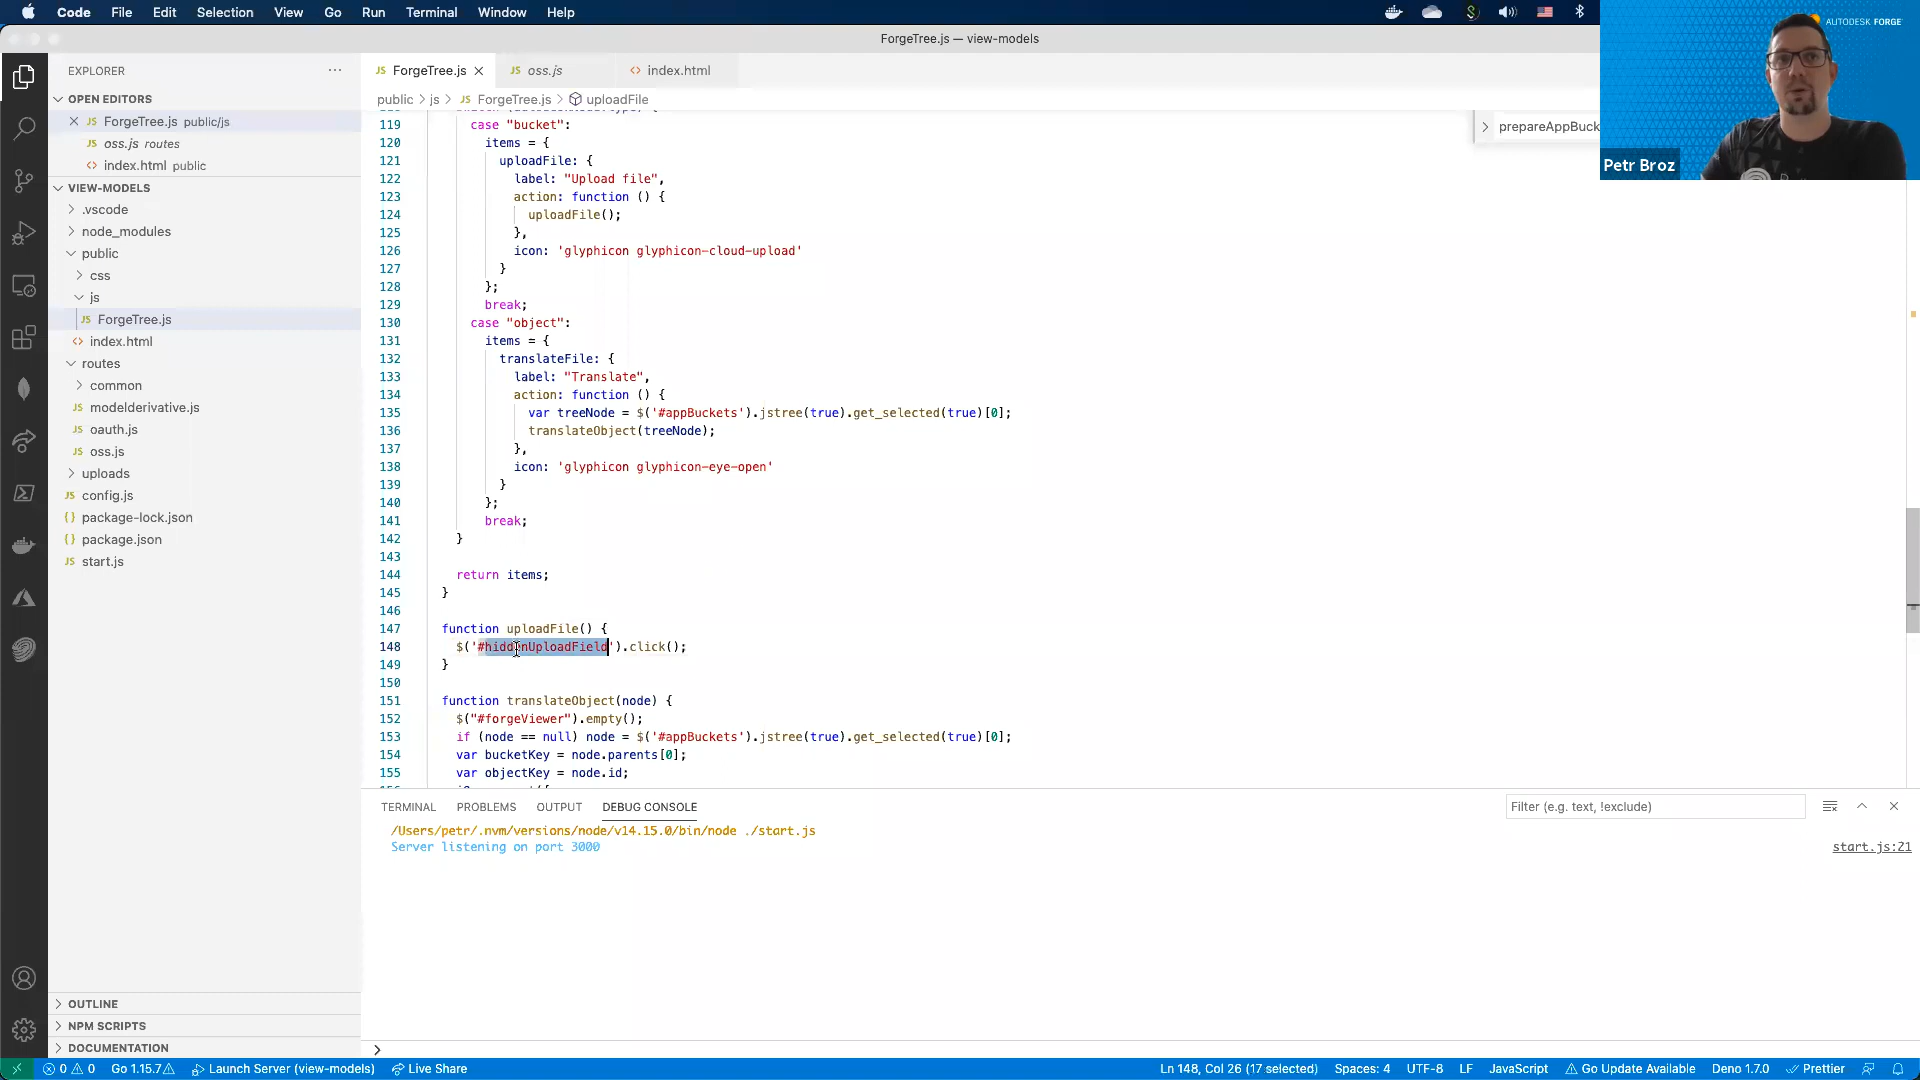 Code File Edit Selection View Go Run Terminal Window Help
ForgeTree.js — view-models
AUTODESK FORGE
Petr Broz
EXPLORER
OPEN EDITORS
ForgeTree.js public/js
oss.js routes
index.html public
VIEW-MODELS
.vscode
node_modules
public
css
js
ForgeTree.js
index.html
routes
common
modelderivative.js
oauth.js
oss.js
uploads
config.js
package-lock.json
package.json
start.js
OUTLINE
NPM SCRIPTS
DOCUMENTATION
ForgeTree.js oss.js index.html
public js ForgeTree.js uploadFile
prepareAppBuck
119 case "bucket":
120 items = {
121 uploadFile: {
122 label: "Upload file",
123 action: function () {
124 uploadFile();
125 },
126 icon: 'glyphicon glyphicon-cloud-upload'
127 }
128 };
129 break;
130 case "object":
131 items = {
132 translateFile: {
133 label: "Translate",
134 action: function () {
135 var treeNode = $('#appBuckets').jstree(true).get_selected(true)[0];
136 translateObject(treeNode);
137 },
138 icon: 'glyphicon glyphicon-eye-open'
139 }
140 };
141 break;
142 }
143
144 return items;
145 }
146
147 function uploadFile() {
148 $('#hiddenUploadField').click();
149 }
150
151 function translateObject(node) {
152 $("#forgeViewer").empty();
153 if (node == null) node = $('#appBuckets').jstree(true).get_selected(true)[0];
154 var bucketKey = node.parents[0];
155 var objectKey = node.id;
TERMINAL PROBLEMS OUTPUT DEBUG CONSOLE
Filter (e.g. text, !exclude)
/Users/petr/.nvm/versions/node/v14.15.0/bin/node ./start.js
Server listening on port 3000
start.js:21
0 0 Go 1.15.7 Launch Server (view-models) Live Share
Ln 148, Col 26 (17 selected) Spaces: 4 UTF-8 LF JavaScript Go Update Available Deno 1.7.0 Prettier